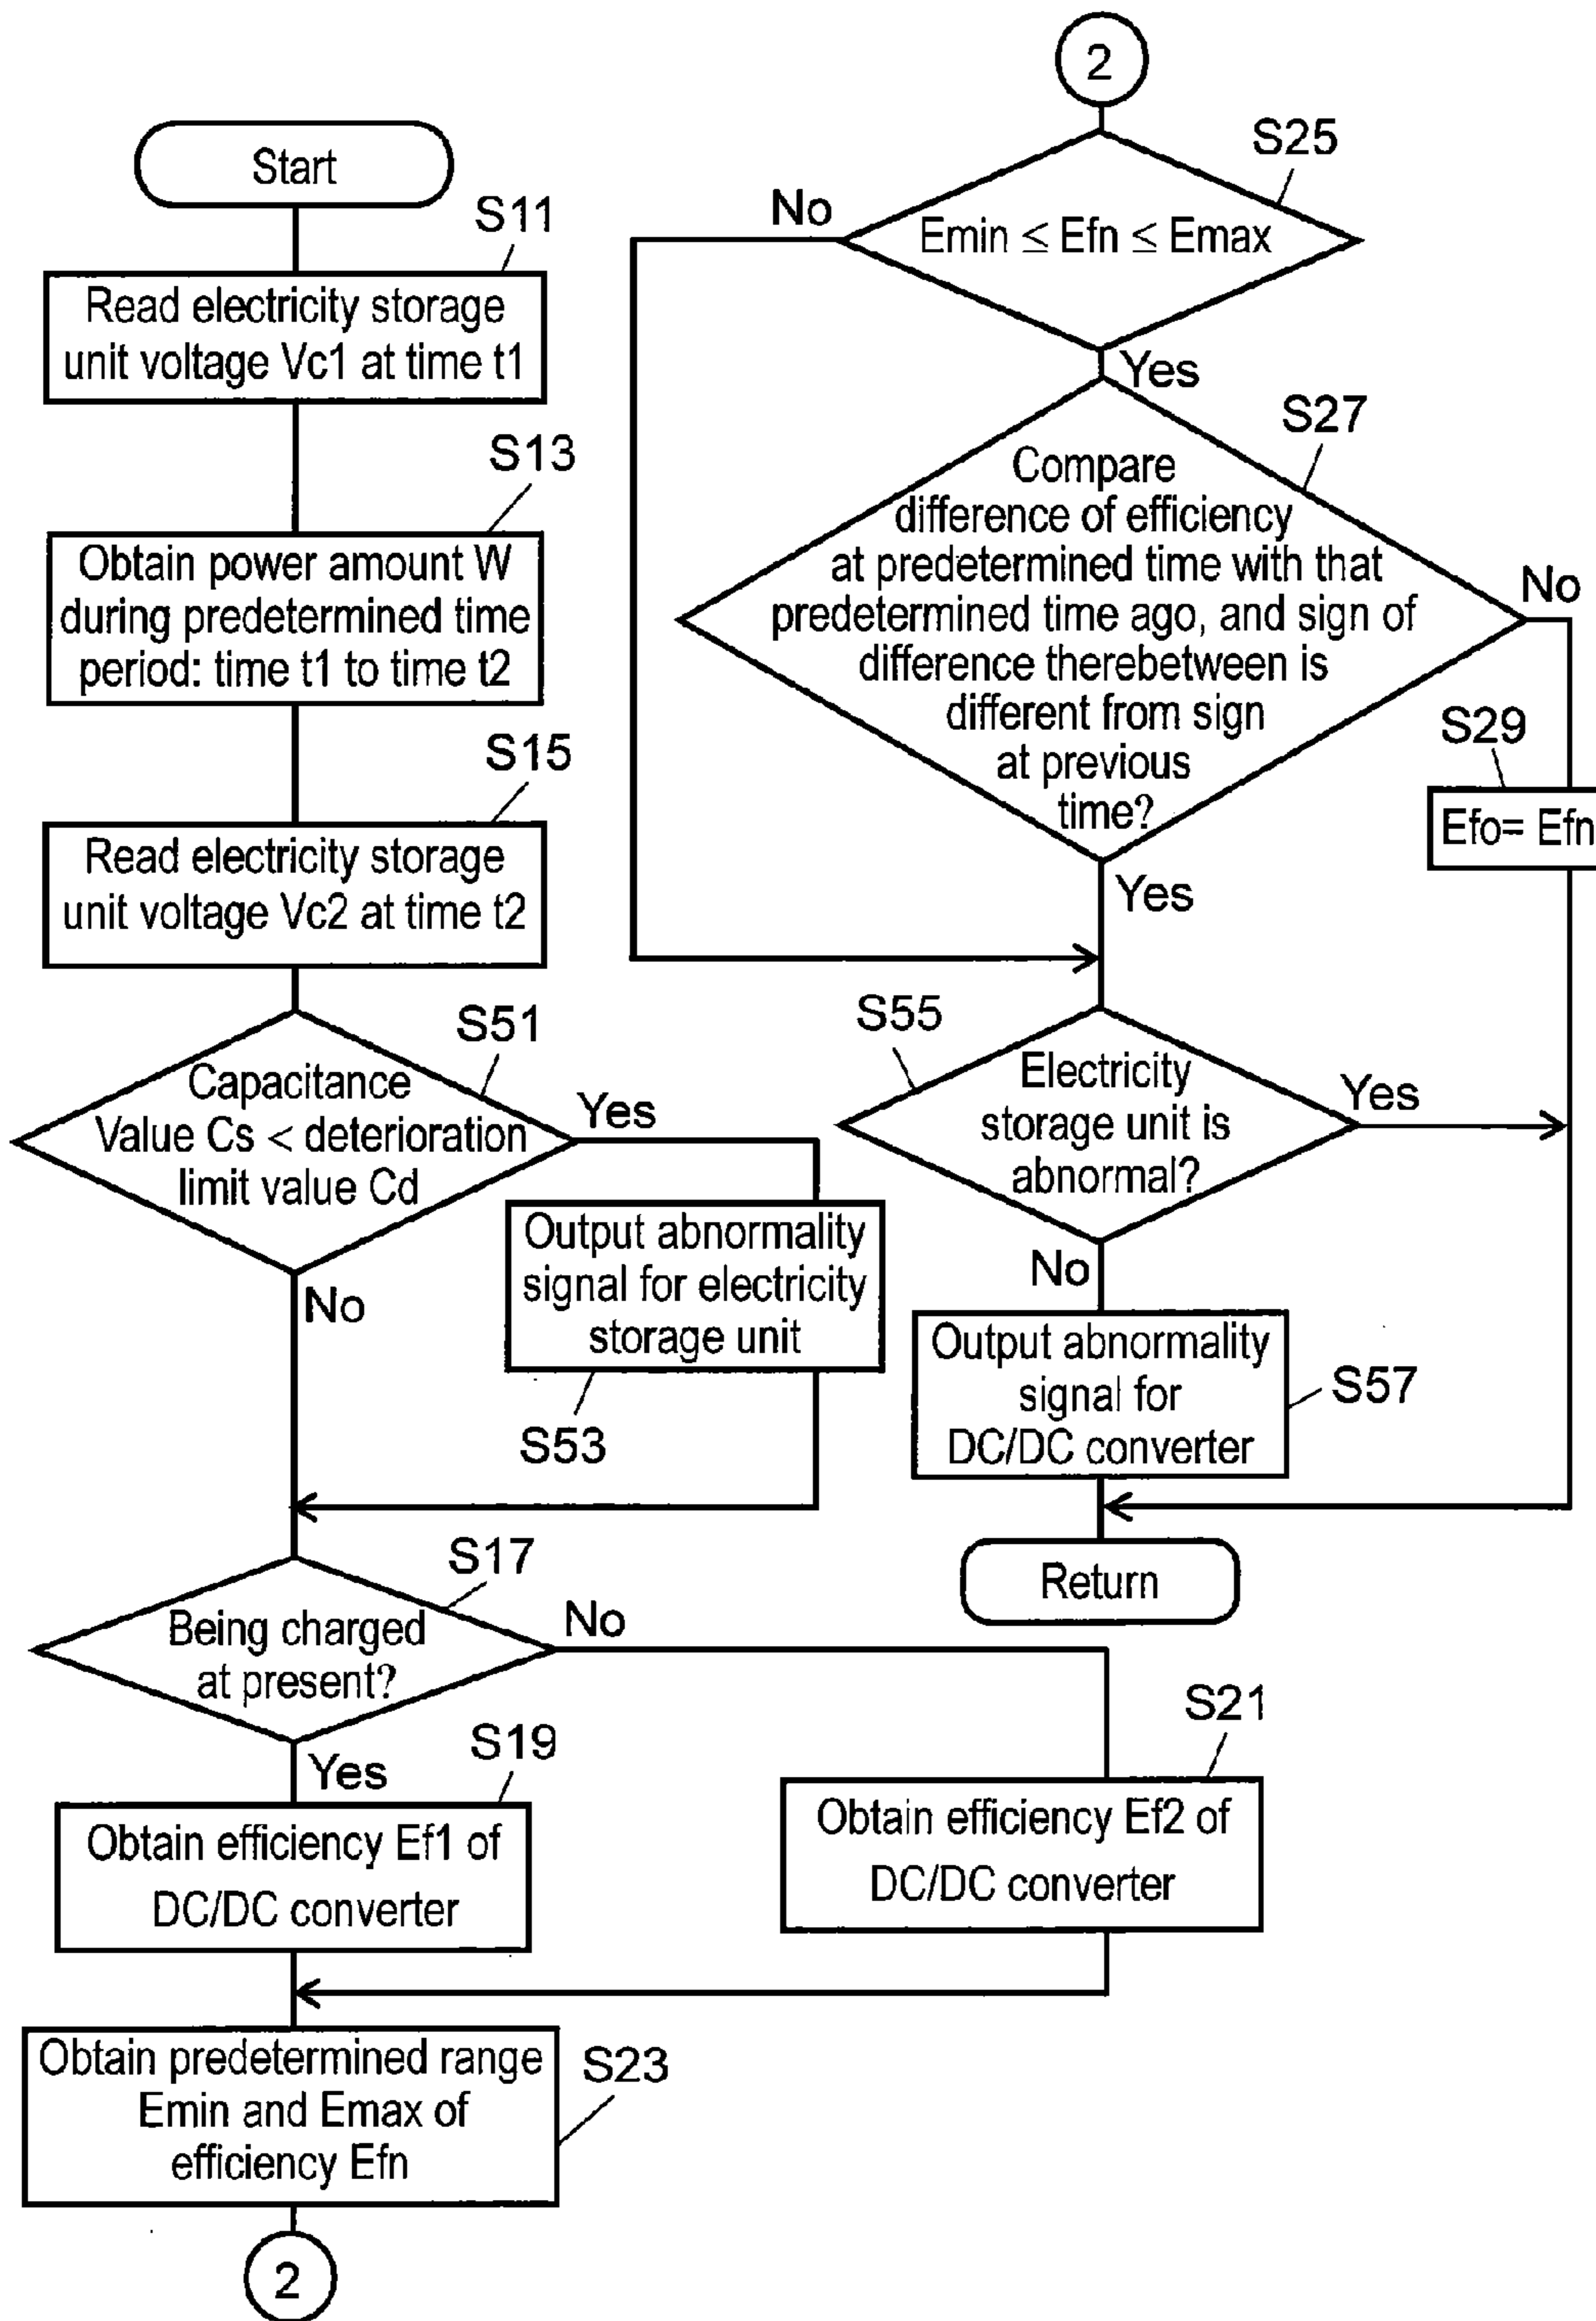 Start
S11
Read electricity storage
unit voltage Vc1 at time t1
S13
Obtain power amount W
during predetermined time
period: time t1 to time t2
S15
Read electricity storage
unit voltage Vc2 at time t2
S51
Capacitance
Value Cs < deterioration
limit value Cd
Yes
No
Output abnormality
signal for electricity
storage unit
S53
S17
Being charged
at present?
No
Yes
S19
Obtain efficiency Ef1 of
DC/DC converter
S21
Obtain efficiency Ef2 of
DC/DC converter
Obtain predetermined range
Emin and Emax of
efficiency Efn
S23
2
2
S25
No
Emin ≤ Efn ≤ Emax
Yes
S27
Compare
difference of efficiency
at predetermined time with that
predetermined time ago, and sign of
difference therebetween is
different from sign
at previous
time?
No
S29
Efo= Efn
Yes
S55
Electricity
storage unit is
abnormal?
Yes
No
Output abnormality
signal for
DC/DC converter
S57
Return